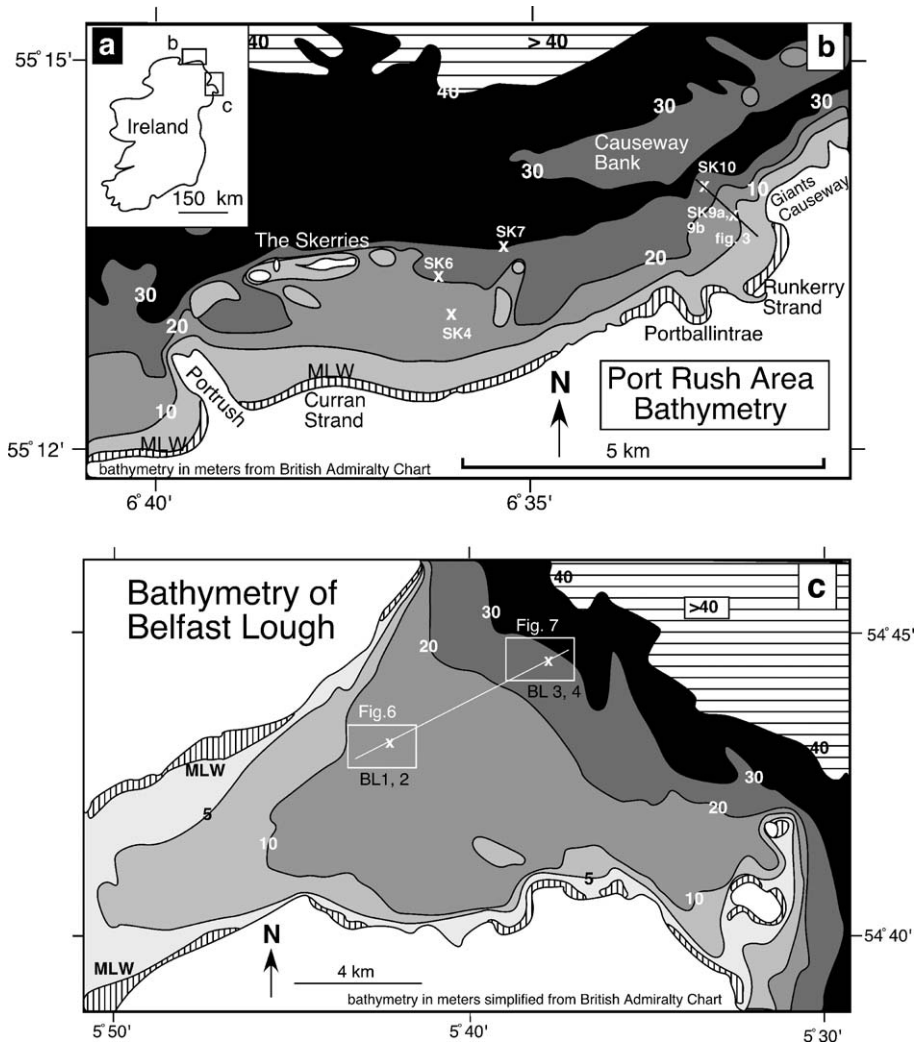 a
b
c
Ireland
150 km
55°15'
40
> 40
40
b
30
30
Causeway
Bank
30
SK10
10
Giants
Causeway
SK7
SK9a,
9b
fig. 3
The Skerries
SK6
20
30
Runkerry
Strand
20
SK4
Portballintrae
MLW
Portrush
Curran
Strand
N
Port Rush Area
Bathymetry
10
MLW
5 km
55°12'
bathymetry in meters from British Admiralty Chart
6°40'
6°35'
Bathymetry of
Belfast Lough
40
c
30
>40
Fig. 7
54°45'
20
BL 3, 4
Fig.6
40
MLW
BL1, 2
30
5
20
10
5
10
54°40'
N
MLW
4 km
bathymetry in meters simplified from British Admiralty Chart
5°50'
5°40'
5°30'